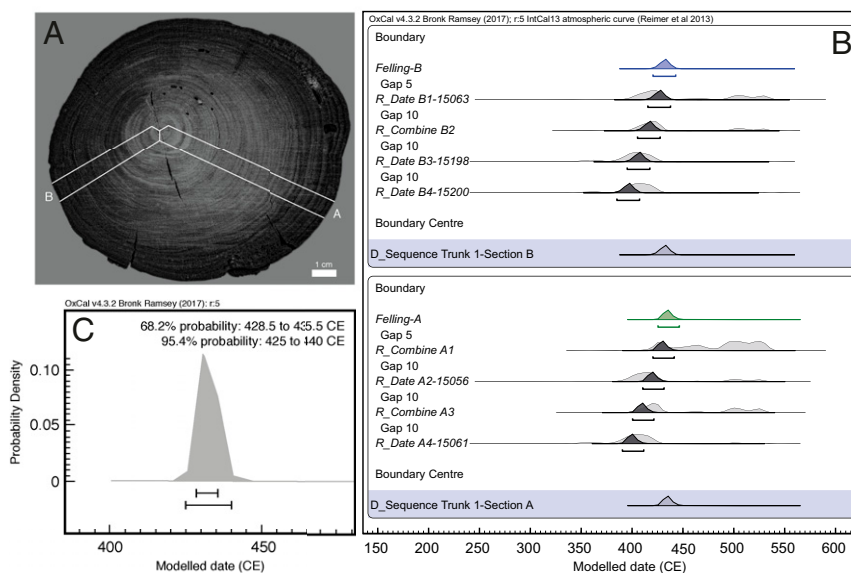 A
B
A
1 cm
OxCal v4.3.2 Bronk Ramsey (2017): r:5
C
68.2% probability: 428.5 to 435.5 CE
95.4% probability: 425 to 440 CE
Probability Density
0.10
0.05
0
400
450
Modelled date (CE)
OxCal v4.3.2 Bronk Ramsey (2017); r:5 IntCal13 atmospheric curve (Reimer et al 2013)
B
Boundary
Felling-B
Gap 5
R_Date B1-15063
Gap 10
R_Combine B2
Gap 10
R_Date B3-15198
Gap 10
R_Date B4-15200
Boundary Centre
D_Sequence Trunk 1-Section B
Boundary
Felling-A
Gap 5
R_Combine A1
Gap 10
R_Date A2-15056
Gap 10
R_Combine A3
Gap 10
R_Date A4-15061
Boundary Centre
D_Sequence Trunk 1-Section A
150 200 250 300 350 400 450 500 550 600
Modelled date (CE)